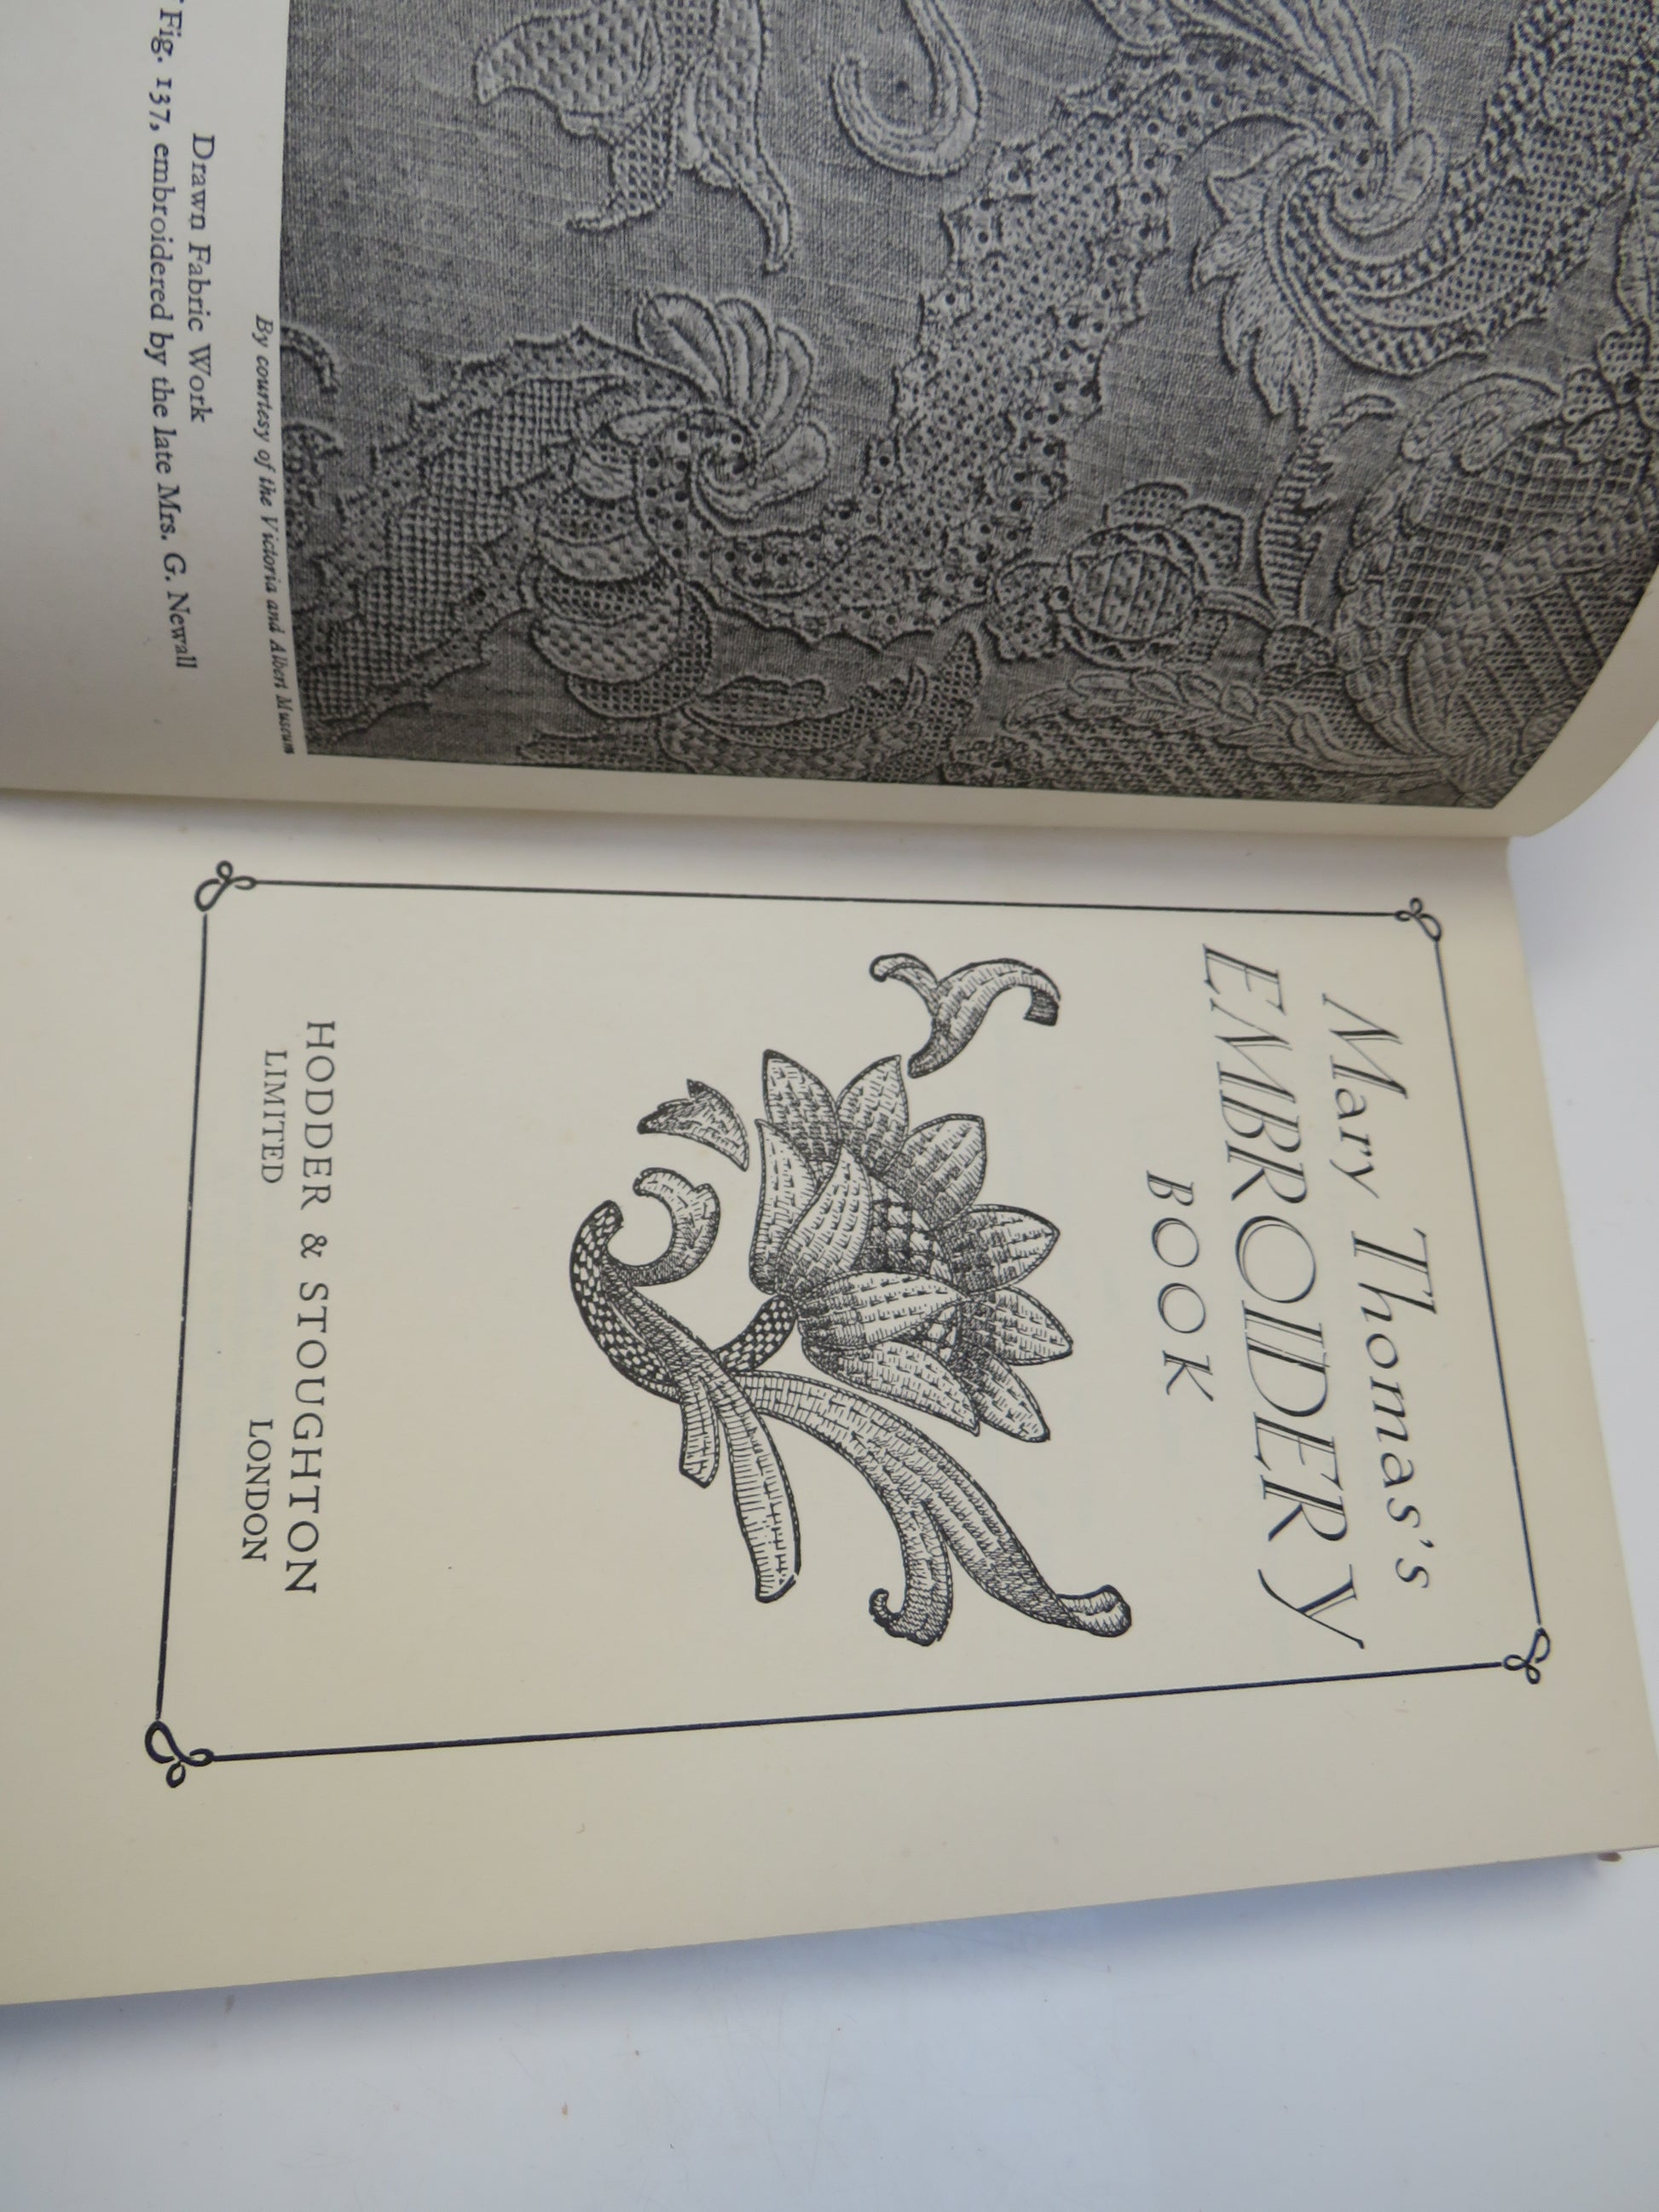 By courtesy of the Victoria and Albert Museum
Drawn Fabric Work
Fig. 137, embroidered by the late Mrs. G. Newall
Mary Thomas's
EMBROIDERY
BOOK
HODDER & STOUGHTON
LIMITED LONDON